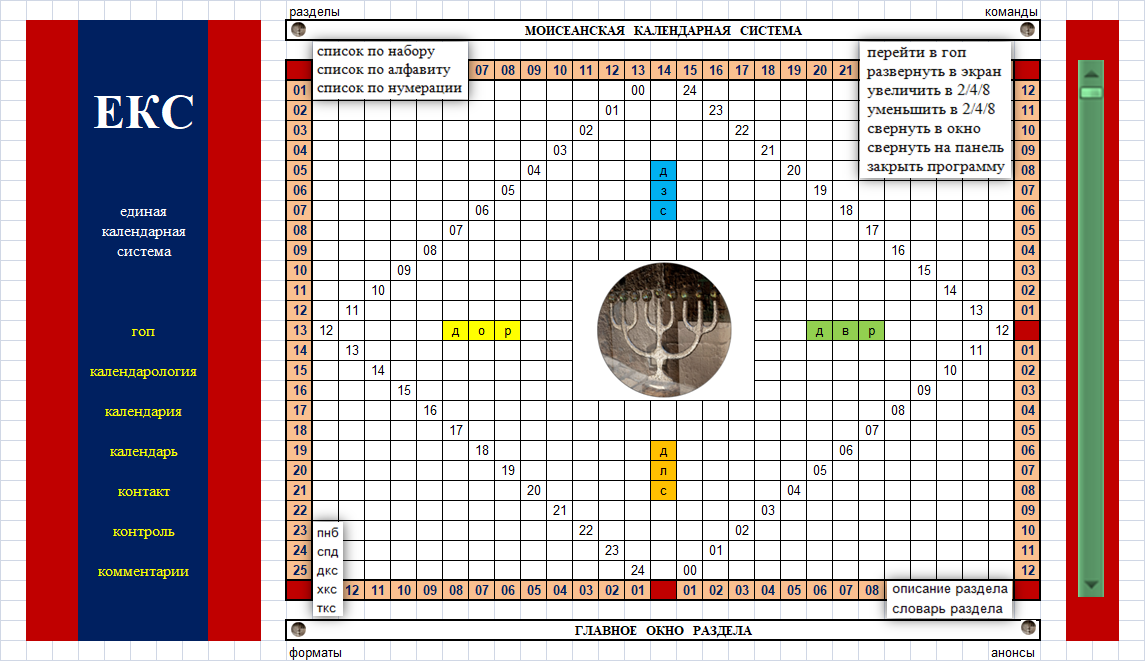 разделы
команды
МОИСЕАНСКАЯ КАЛЕНДАРНАЯ СИСТЕМА
ЕКС
единая
календарная
система
гоп
календарология
календария
календарь
контакт
контроль
комментарии
список по набору
список по алфавиту
список по нумерации
перейти в гоп
развернуть в экран
увеличить в 2/4/8
уменьшить в 2/4/8
свернуть в окно
свернуть на панель
закрыть программу
07 08 09 10 11 12 13 14 15 16 17 18 19 20 21
01 00 24 12
02 01 23 11
03 02 22 10
04 03 21 09
05 04 д 20 08
06 05 з 19 07
07 06 с 18 06
08 07 17 05
09 08 16 04
10 09 15 03
11 10 14 02
12 11 13 01
13 12 д о р д в р 12
14 13 11 01
15 14 10 02
16 15 09 03
17 16 08 04
18 17 07 05
19 18 д 06 06
20 19 л 05 07
21 20 с 04 08
22 21 03 09
23 22 02 10
24 23 01 11
25 24 00 12
12 11 10 09 08 07 06 05 04 03 02 01 01 02 03 04 05 06 07 08
пнб
спд
дкс
хкс
ткс
описание раздела
словарь раздела
ГЛАВНОЕ ОКНО РАЗДЕЛА
форматы
анонсы